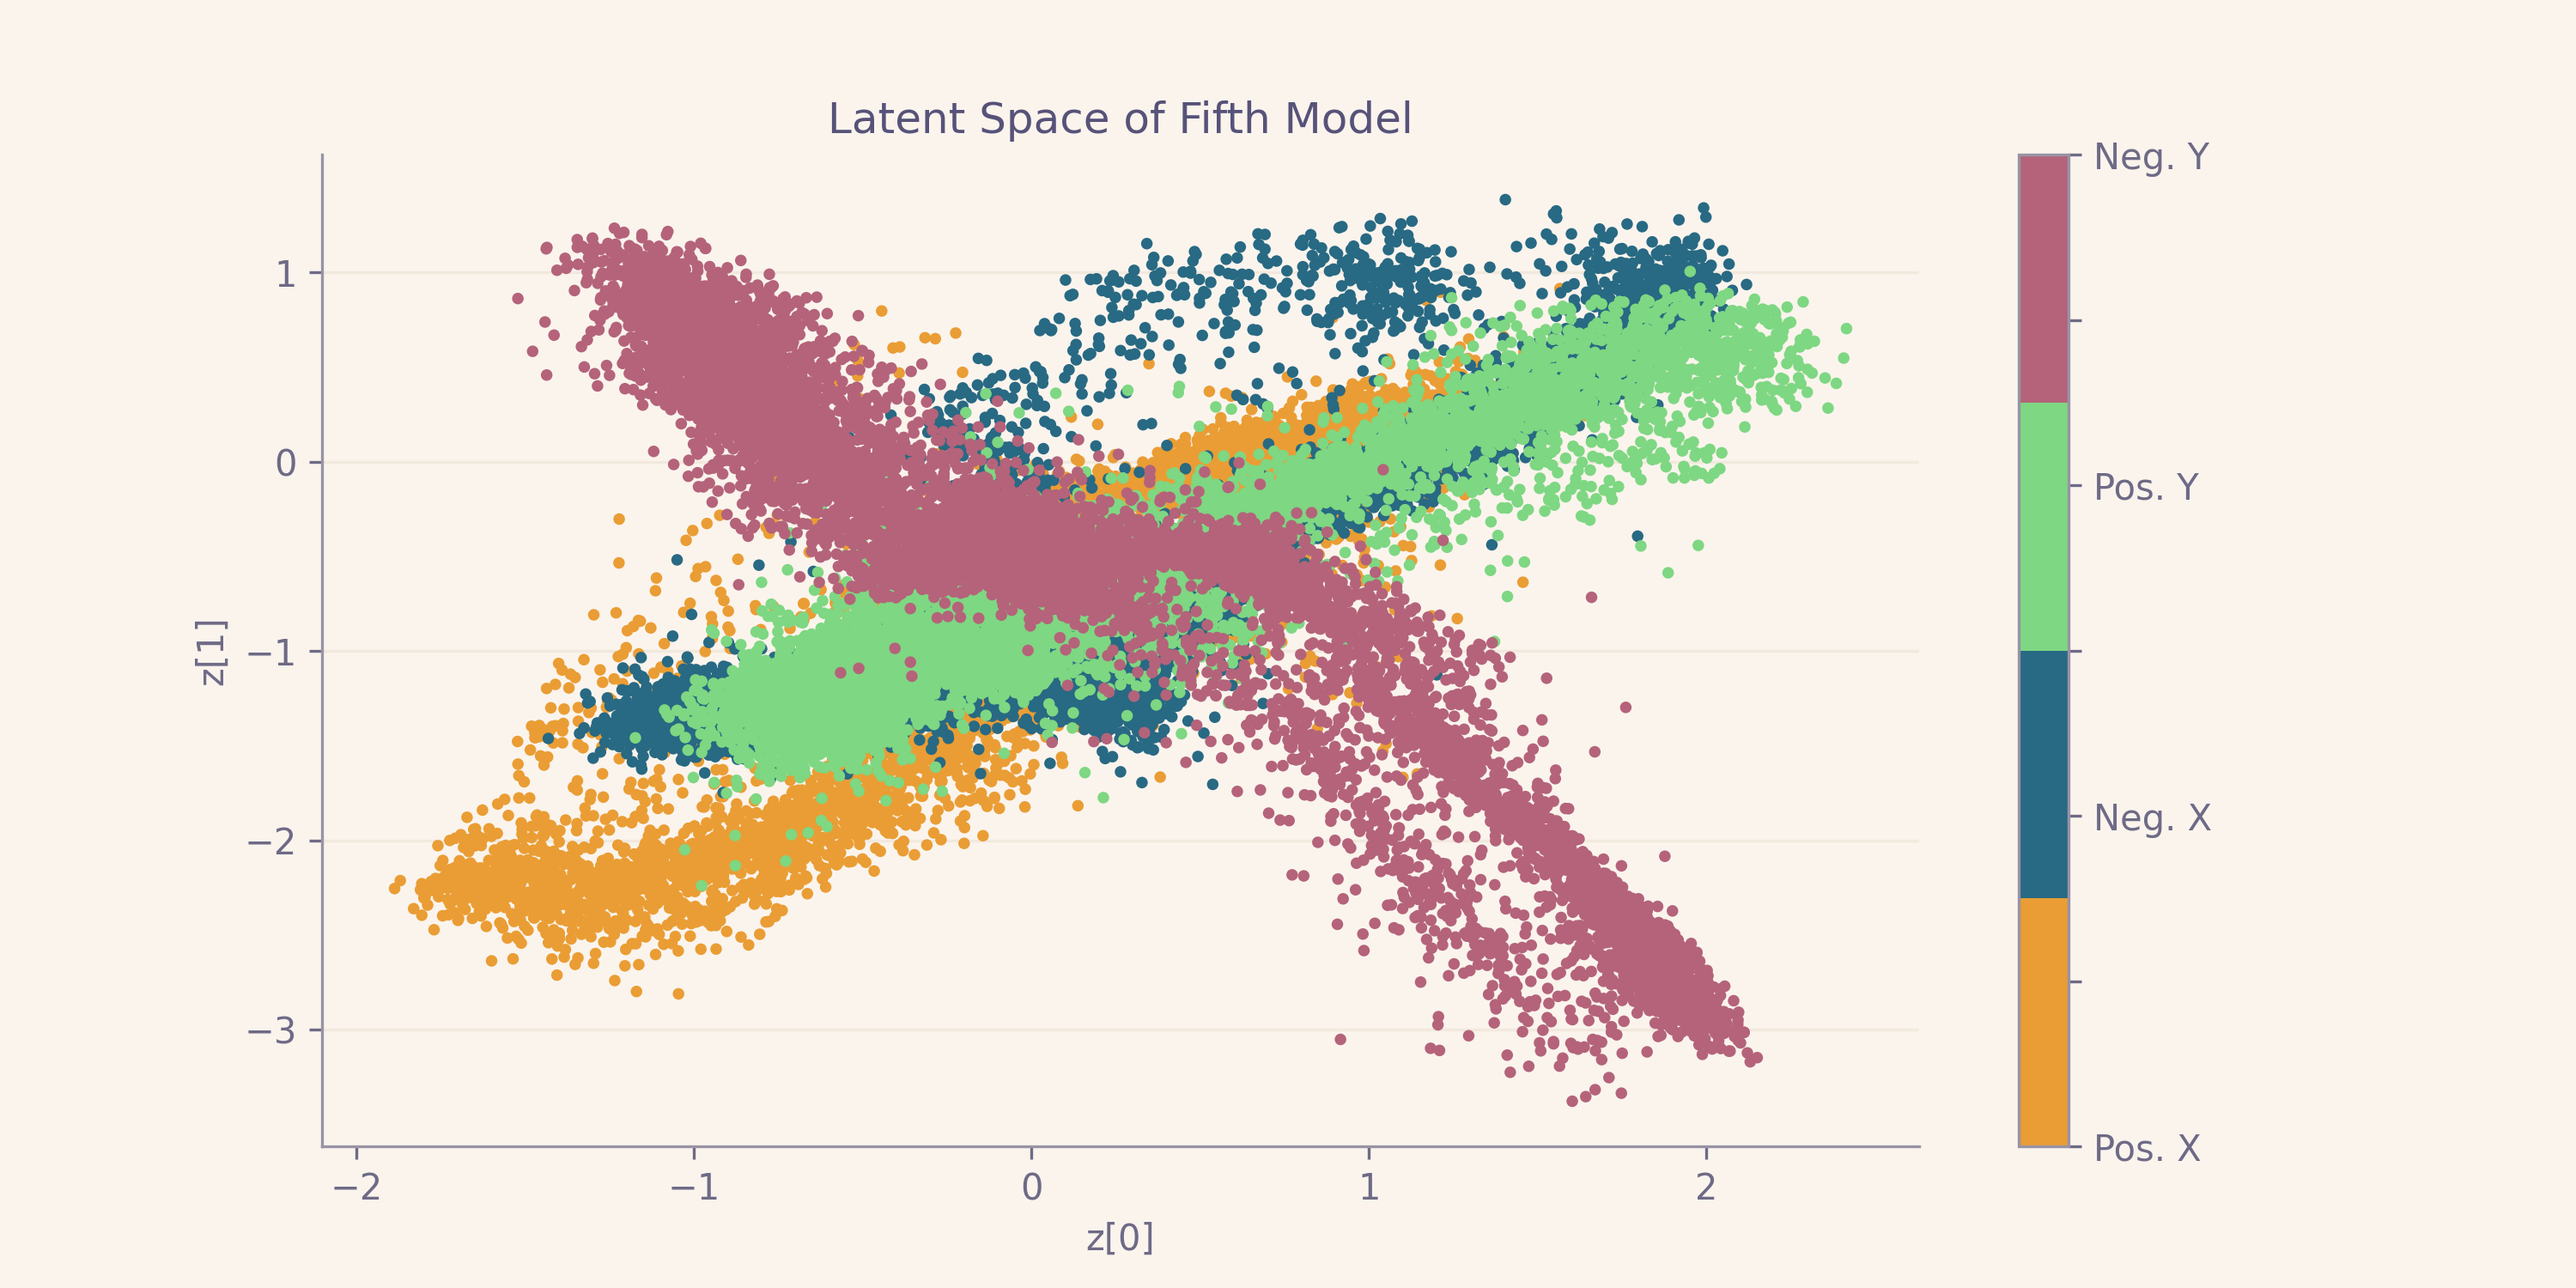 Latent Space of Fifth Model
z[1]
1
0
−1
−2
−3
−2
−1
0
1
2
z[0]
Neg. Y
Pos. Y
Neg. X
Pos. X